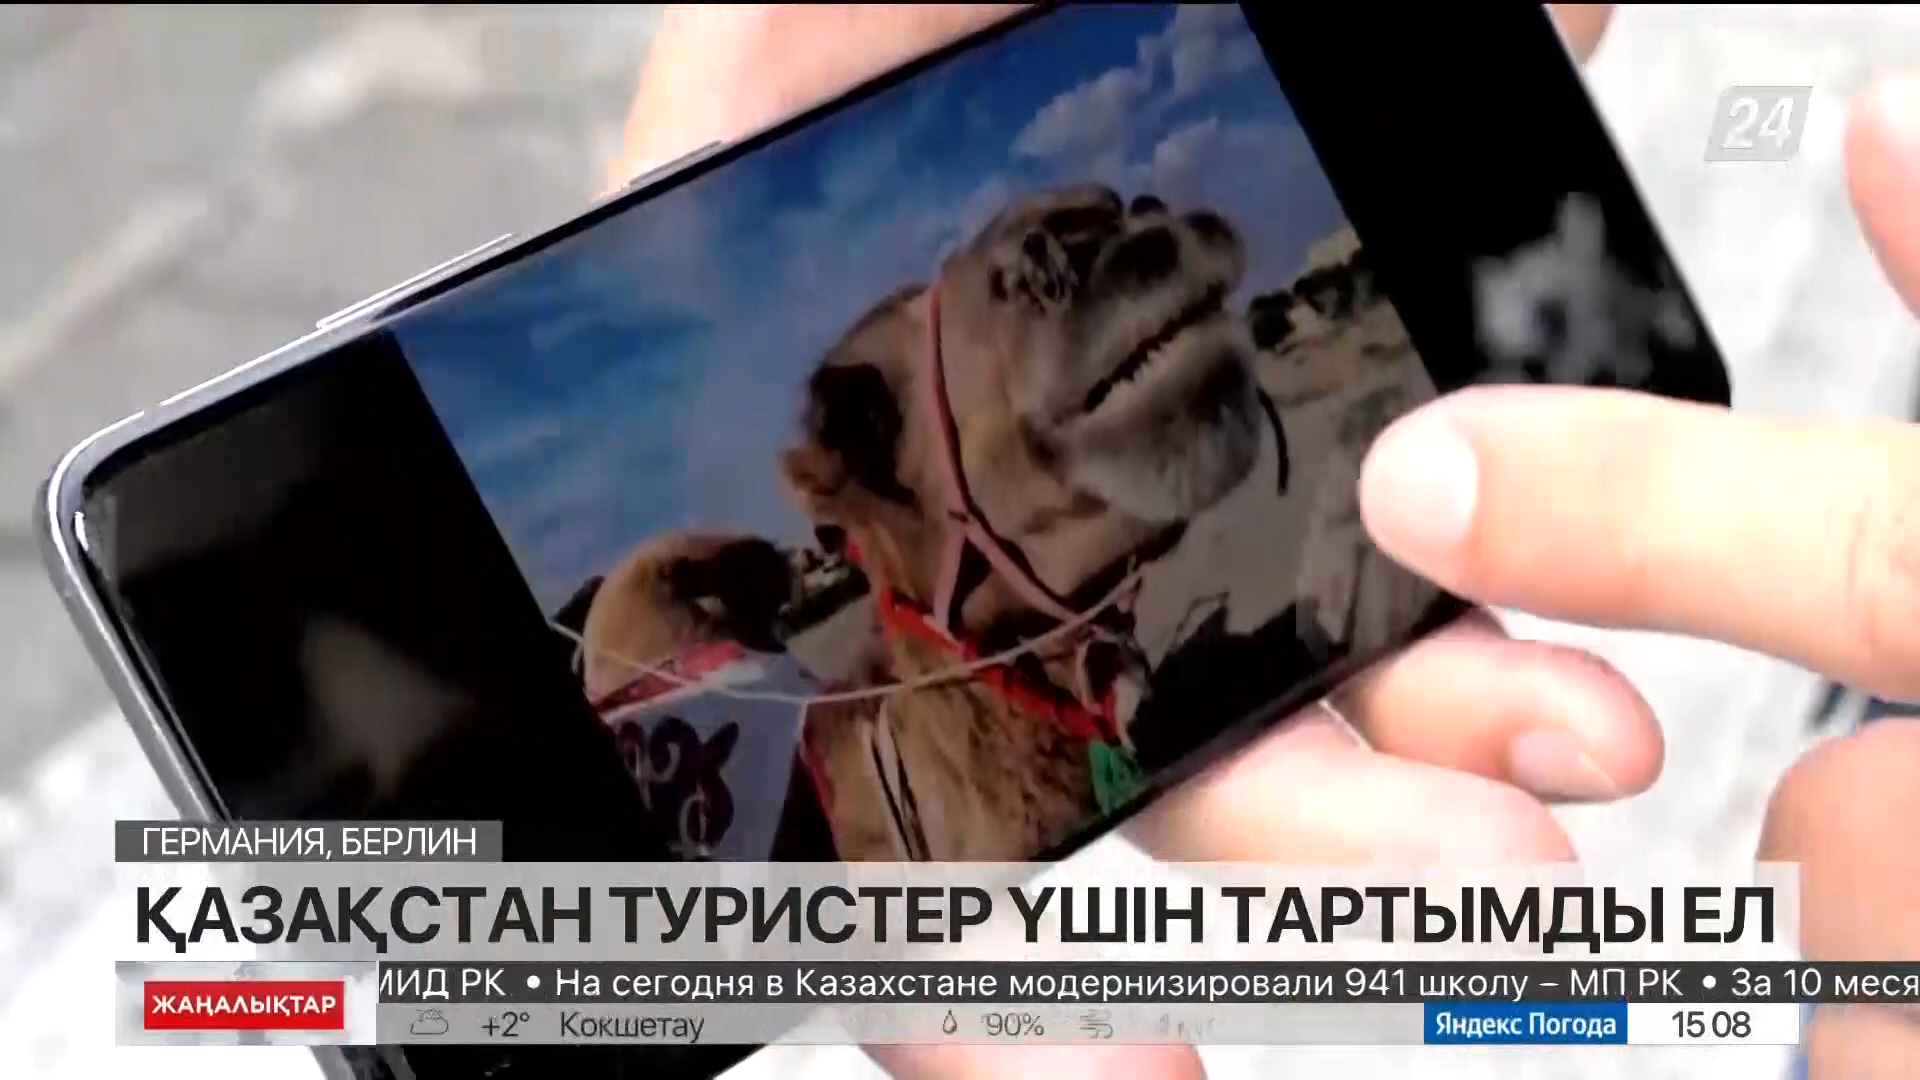 24
ГЕРМАНИЯ, БЕРЛИН
ҚАЗАҚСТАН ТУРИСТЕР ҮШІН ТАРТЫМДЫ ЕЛ
МИД РК • На сегодня в Казахстане модернизировали 941 школу – МП РК • За 10 меся
ЖАҢАЛЫҚТАР
+2° Кокшетау 90% Яндекс Погода 15 08